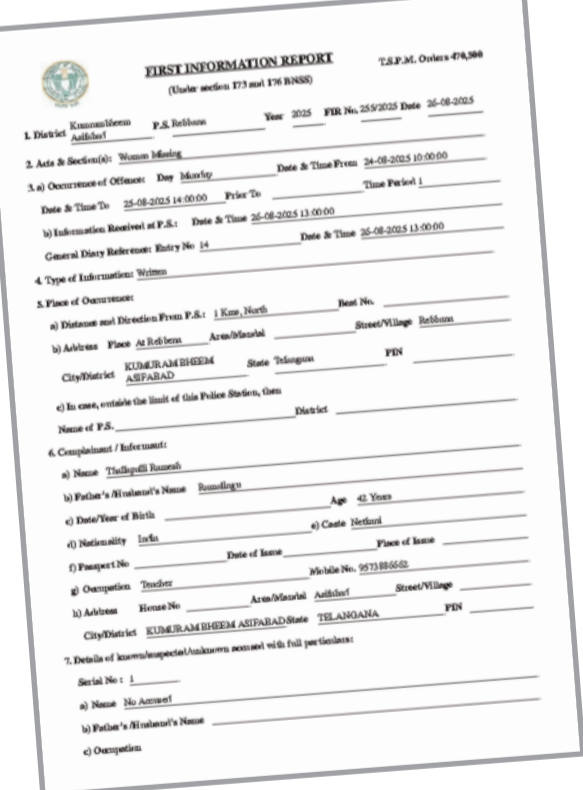 FIRST INFORMATION REPORT
T.S.P.M. Orders 470,500
(Under section 173 and 176 BNSS)
1. District Kumurambheem Asifabad P.S. Rebbana Year 2025 FIR No. 255/2025 Date 26-08-2025
2. Acts & Section(s): Women Missing
3. a) Occurrence of Offence: Day Monday Date & Time From 24-08-2025 10:00:00
Date & Time To 25-08-2025 14:00:00 Prior To Time Period 1
b) Information Received at P.S.: Date & Time 26-08-2025 13:00:00
General Diary Reference: Entry No 14 Date & Time 26-08-2025 13:00:00
4. Type of Information: Written
5. Place of Occurrence:
a) Distance and Direction From P.S.: 1 Kms, North Beat No.
b) Address Place At Rebbena Area/Mandal Street/Village Rebbana
City/District KUMURAM BHEEM ASIFABAD State Telangana PIN
c) In case, outside the limit of this Police Station, then
Name of P.S. District
6. Complainant / Informant:
a) Name Ramesh
b) Father's /Husband's Name
c) Date/Year of Birth Age 42 Years
d) Nationality India e) Caste Netkani
f) Passport No Date of Issue Place of Issue
g) Occupation Teacher Mobile No.
h) Address House No Area/Mandal Asifabad Street/Village
City/District KUMURAM BHEEM ASIFABAD State TELANGANA PIN
7. Details of known/suspected/unknown accused with full particulars:
Serial No : 1
a) Name No Accused
b) Father's /Husband's Name
c) Occupation